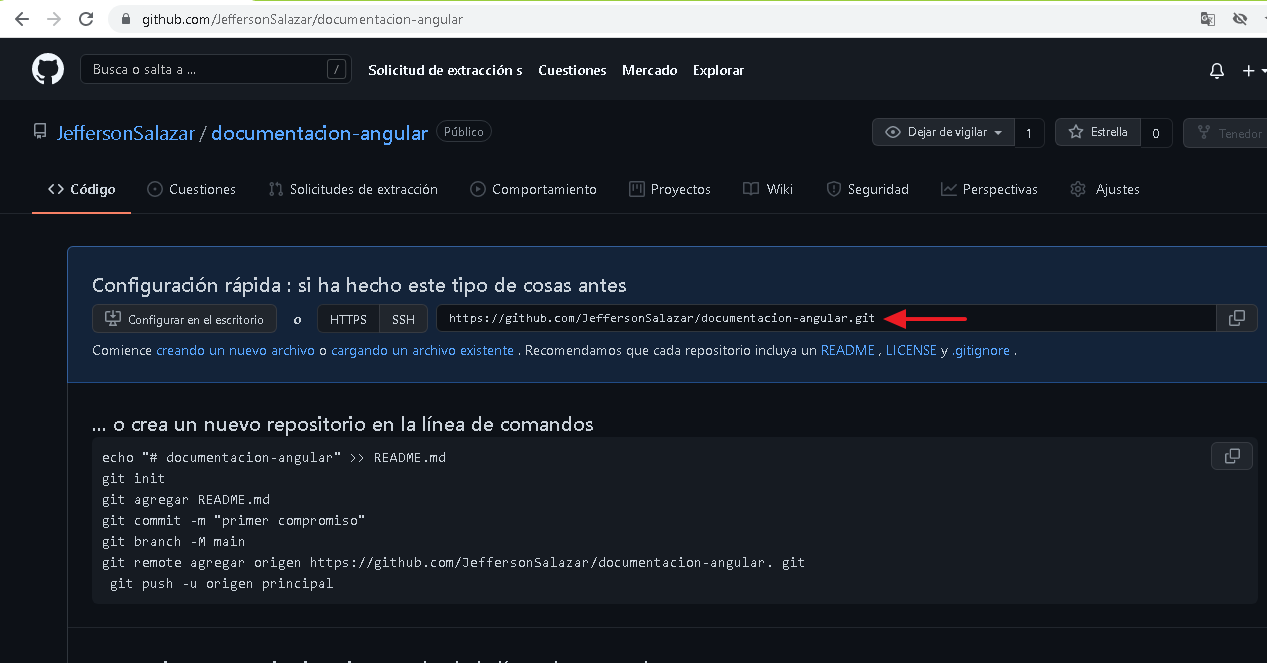 github.com/JeffersonSalazar/documentacion-angular
Busca o salta a ... / Solicitud de extracción s Cuestiones Mercado Explorar
JeffersonSalazar / documentacion-angular Público Dejar de vigilar 1 Estrella 0 Tenedor
Código Cuestiones Solicitudes de extracción Comportamiento Proyectos Wiki Seguridad Perspectivas Ajustes
Configuración rápida : si ha hecho este tipo de cosas antes
Configurar en el escritorio o HTTPS SSH https://github.com/JeffersonSalazar/documentacion-angular.git
Comience creando un nuevo archivo o cargando un archivo existente . Recomendamos que cada repositorio incluya un README , LICENSE y .gitignore .
... o crea un nuevo repositorio en la línea de comandos
echo "# documentacion-angular" >> README.md
git init
git agregar README.md
git commit -m "primer compromiso"
git branch -M main
git remote agregar origen https://github.com/JeffersonSalazar/documentacion-angular. git
git push -u origen principal